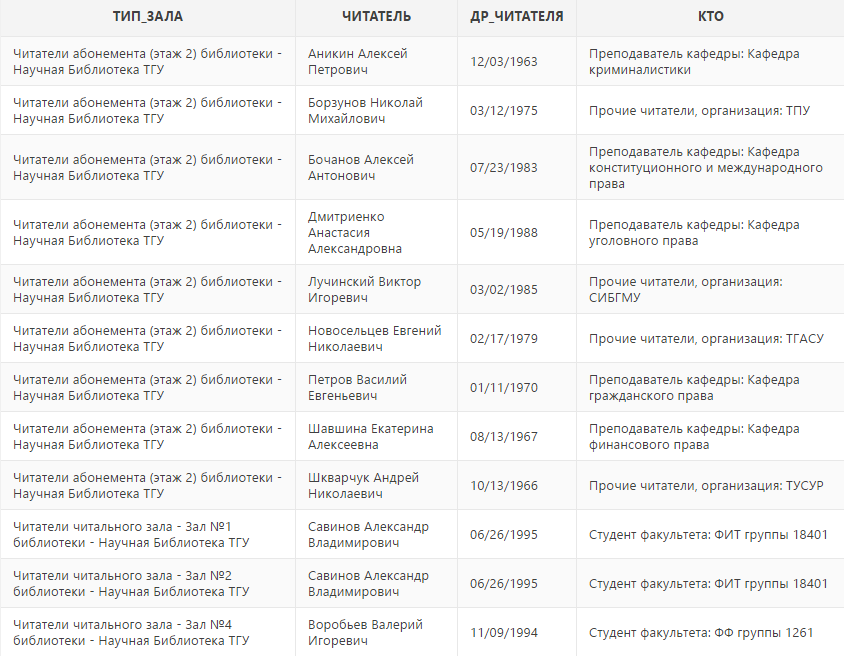 ТИП_ЗАЛА ЧИТАТЕЛЬ ДР_ЧИТАТЕЛЯ КТО
Читатели абонемента (этаж 2) библиотеки -
Научная Библиотека ТГУ
Аникин Алексей
Петрович
12/03/1963
Преподаватель кафедры: Кафедра
криминалистики
Читатели абонемента (этаж 2) библиотеки -
Научная Библиотека ТГУ
Борзунов Николай
Михайлович
03/12/1975
Прочие читатели, организация: ТПУ
Читатели абонемента (этаж 2) библиотеки -
Научная Библиотека ТГУ
Бочанов Алексей
Антонович
07/23/1983
Преподаватель кафедры: Кафедра
конституционного и международного
права
Читатели абонемента (этаж 2) библиотеки -
Научная Библиотека ТГУ
Дмитриенко
Анастасия
Александровна
05/19/1988
Преподаватель кафедры: Кафедра
уголовного права
Читатели абонемента (этаж 2) библиотеки -
Научная Библиотека ТГУ
Лучинский Виктор
Игоревич
03/02/1985
Прочие читатели, организация:
СИБГМУ
Читатели абонемента (этаж 2) библиотеки -
Научная Библиотека ТГУ
Новосельцев Евгений
Николаевич
02/17/1979
Прочие читатели, организация: ТГАСУ
Читатели абонемента (этаж 2) библиотеки -
Научная Библиотека ТГУ
Петров Василий
Евгеньевич
01/11/1970
Преподаватель кафедры: Кафедра
гражданского права
Читатели абонемента (этаж 2) библиотеки -
Научная Библиотека ТГУ
Шавшина Екатерина
Алексеевна
08/13/1967
Преподаватель кафедры: Кафедра
финансового права
Читатели абонемента (этаж 2) библиотеки -
Научная Библиотека ТГУ
Шкварчук Андрей
Николаевич
10/13/1966
Прочие читатели, организация: ТУСУР
Читатели читального зала - Зал №1
библиотеки - Научная Библиотека ТГУ
Савинов Александр
Владимирович
06/26/1995
Студент факультета: ФИТ группы 18401
Читатели читального зала - Зал №2
библиотеки - Научная Библиотека ТГУ
Савинов Александр
Владимирович
06/26/1995
Студент факультета: ФИТ группы 18401
Читатели читального зала - Зал №4
библиотеки - Научная Библиотека ТГУ
Воробьев Валерий
Игоревич
11/09/1994
Студент факультета: ФФ группы 1261